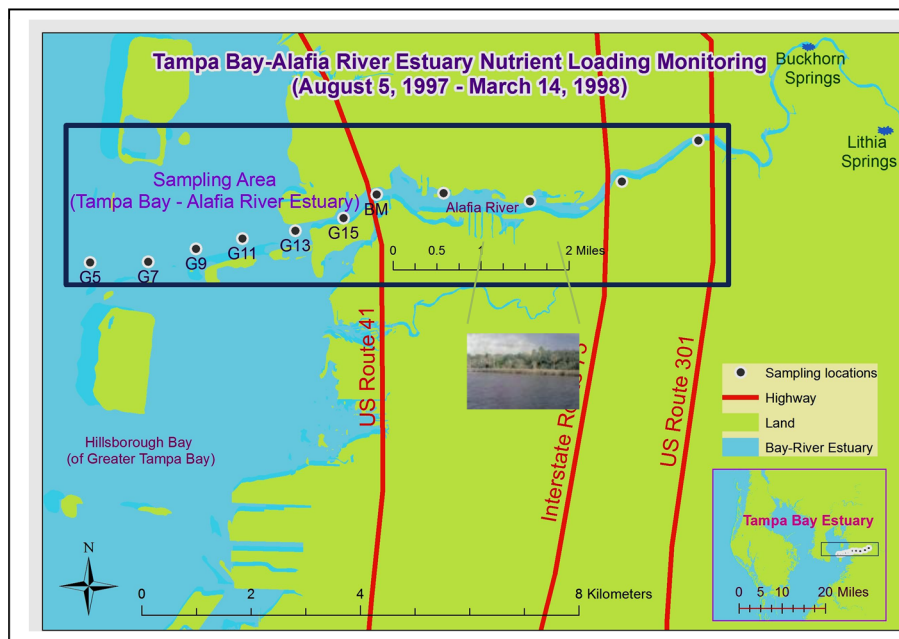 Tampa Bay-Alafia River Estuary Nutrient Loading Monitoring
(August 5, 1997 - March 14, 1998)
Buckhorn
Springs
Lithia
Springs
Sampling Area
(Tampa Bay - Alafia River Estuary)
BM
Alafia River
G15
G13
G11
G9
G7
G5
0 0.5 1 2 Miles
US Route 41
Interstate
US Route 301
Sampling locations
Highway
Land
Bay-River Estuary
Hillsborough Bay
(of Greater Tampa Bay)
Tampa Bay Estuary
0 5 10 20 Miles
N
0 2 4 8 Kilometers